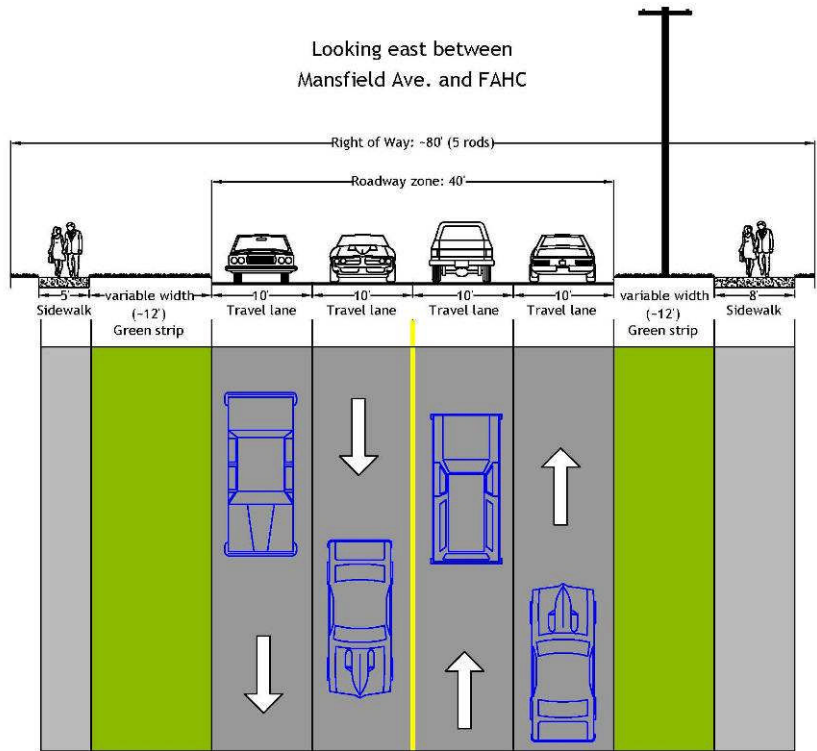 Looking east between
Mansfield Ave. and FAHC
Right of Way: ~80' (5 rods)
Roadway zone: 40'
5'
Sidewalk
variable width
(~12')
Green strip
10'
Travel lane
10'
Travel lane
10'
Travel lane
10'
Travel lane
variable width
(~12')
Green strip
8'
Sidewalk